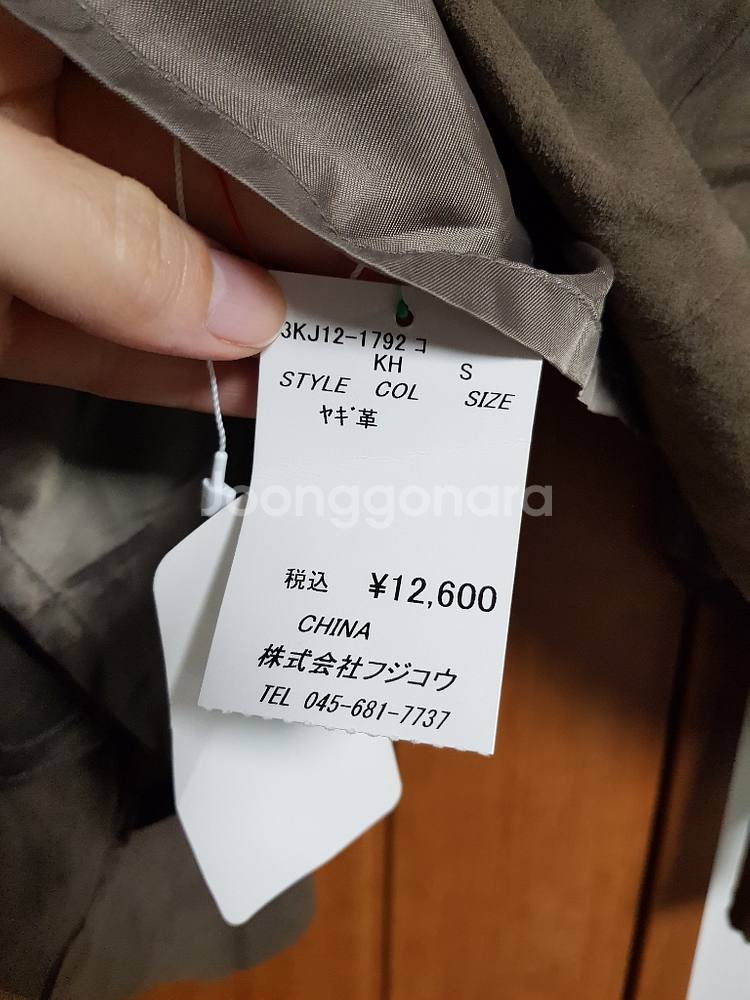 3KJ12-1792 コ
KH S
STYLE COL SIZE
ﾔｷﾞ革
Joonggonara
税込 ¥12,600
CHINA
株式会社フジコウ
TEL 045-681-7737